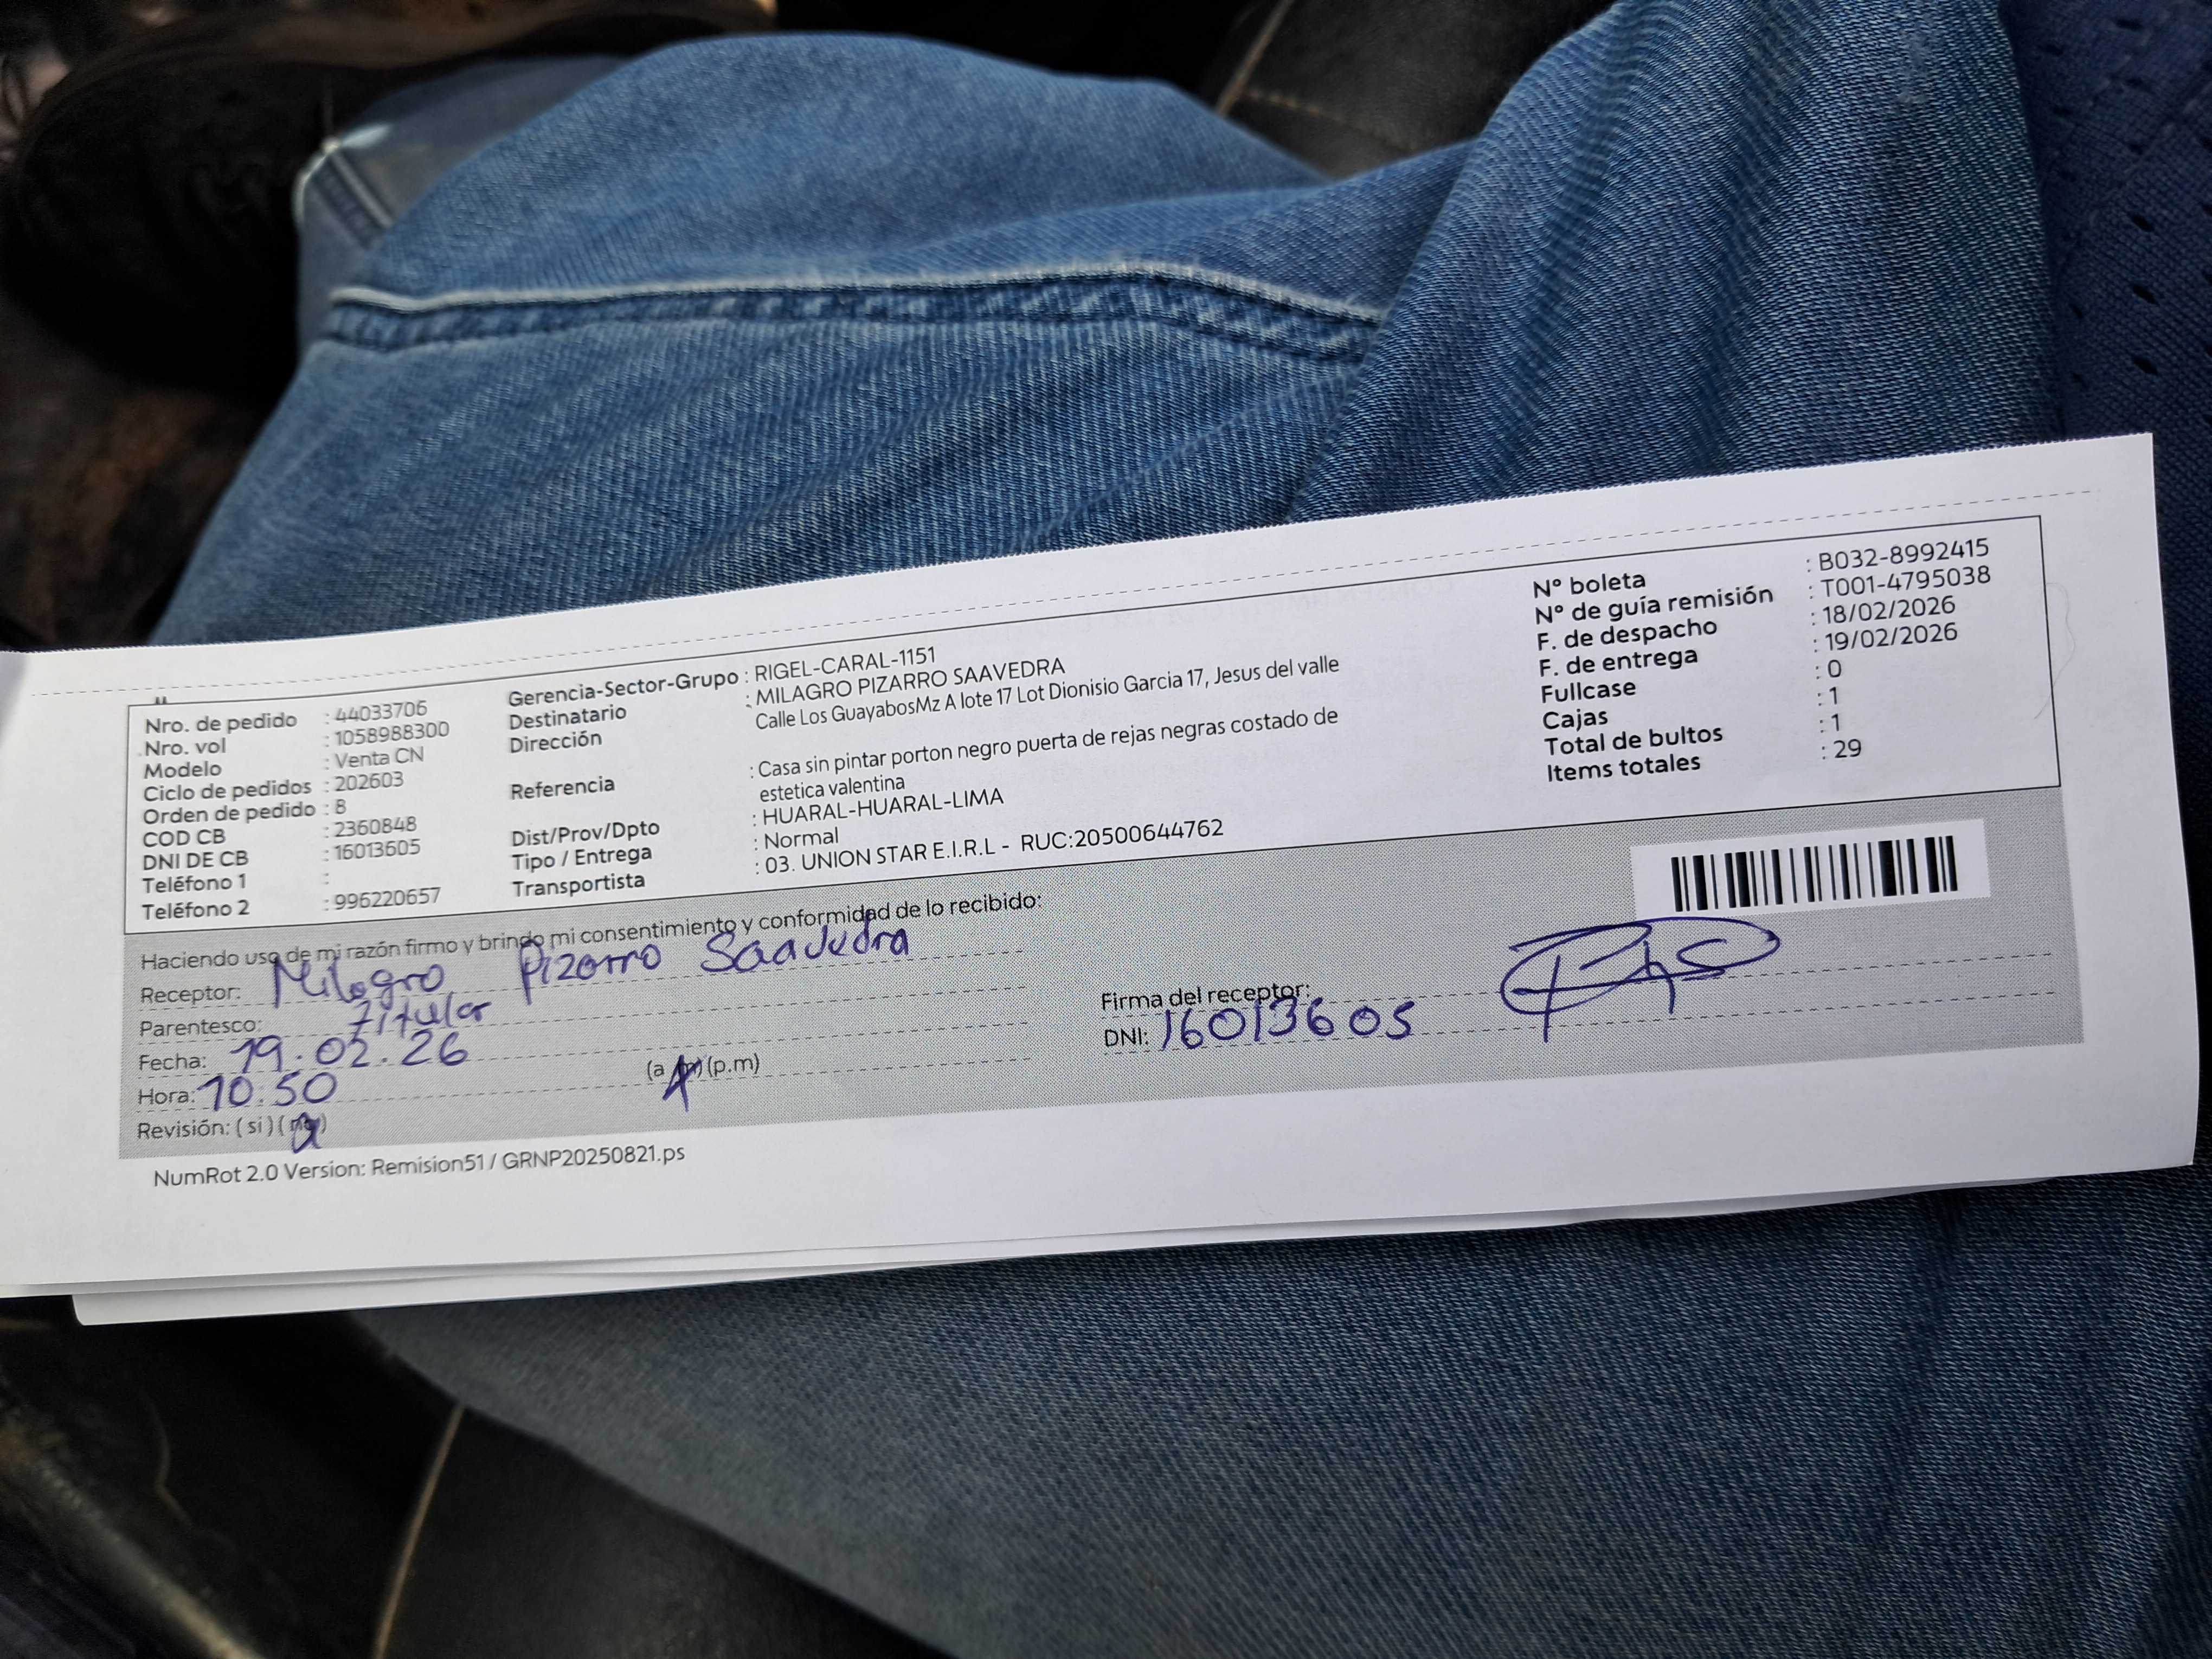 Nro. de pedido : 44033706
Nro. vol : 1058988300
Modelo : Venta CN
Ciclo de pedidos : 202603
Orden de pedido : 8
COD CB : 2360848
DNI DE CB : 16013605
Teléfono 1 :
Teléfono 2 : 996220657
Gerencia-Sector-Grupo : RIGEL-CARAL-1151
Destinatario : MILAGRO PIZARRO SAAVEDRA
Dirección Calle Los GuayabosMz A lote 17 Lot Dionisio Garcia 17, Jesus del valle
Referencia : Casa sin pintar porton negro puerta de rejas negras costado de
estetica valentina
Dist/Prov/Dpto : HUARAL-HUARAL-LIMA
Tipo / Entrega : Normal
Transportista : 03. UNION STAR E.I.R.L - RUC:20500644762
N° boleta : B032-8992415
N° de guía remisión : T001-4795038
F. de despacho : 18/02/2026
F. de entrega : 19/02/2026
Fullcase : 0
Cajas : 1
Total de bultos : 1
Items totales : 29
Haciendo uso de mi razón firmo y brindo mi consentimiento y conformidad de lo recibido:
Receptor: Milagro Pizarro Saavedra
Parentesco: Titular
Fecha: 19.02.26
Hora: 10:50 (a.m) (p.m)
Revisión: ( si ) ( no )
Firma del receptor:
DNI: 16013605
NumRot 2.0 Version: Remision51 / GRNP20250821.ps